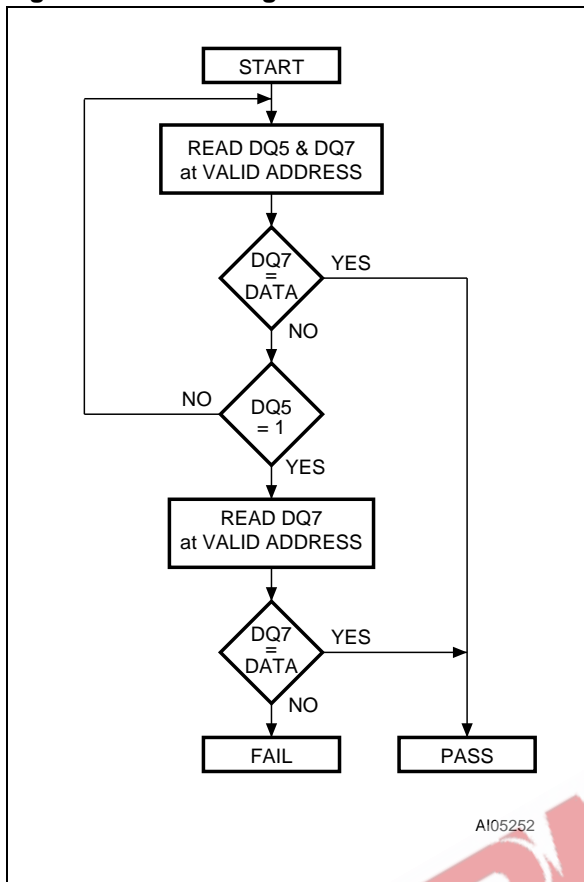 START
READ DQ5 & DQ7
at VALID ADDRESS
DQ7
=
DATA
YES
NO
NO
DQ5
= 1
YES
READ DQ7
at VALID ADDRESS
DQ7
=
DATA
YES
NO
FAIL
PASS
AI05252